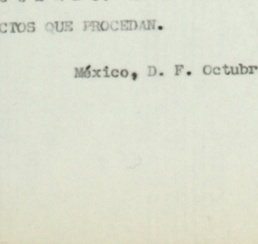 CTOS QUE PROCEDAN.
México, D. F. Octubr